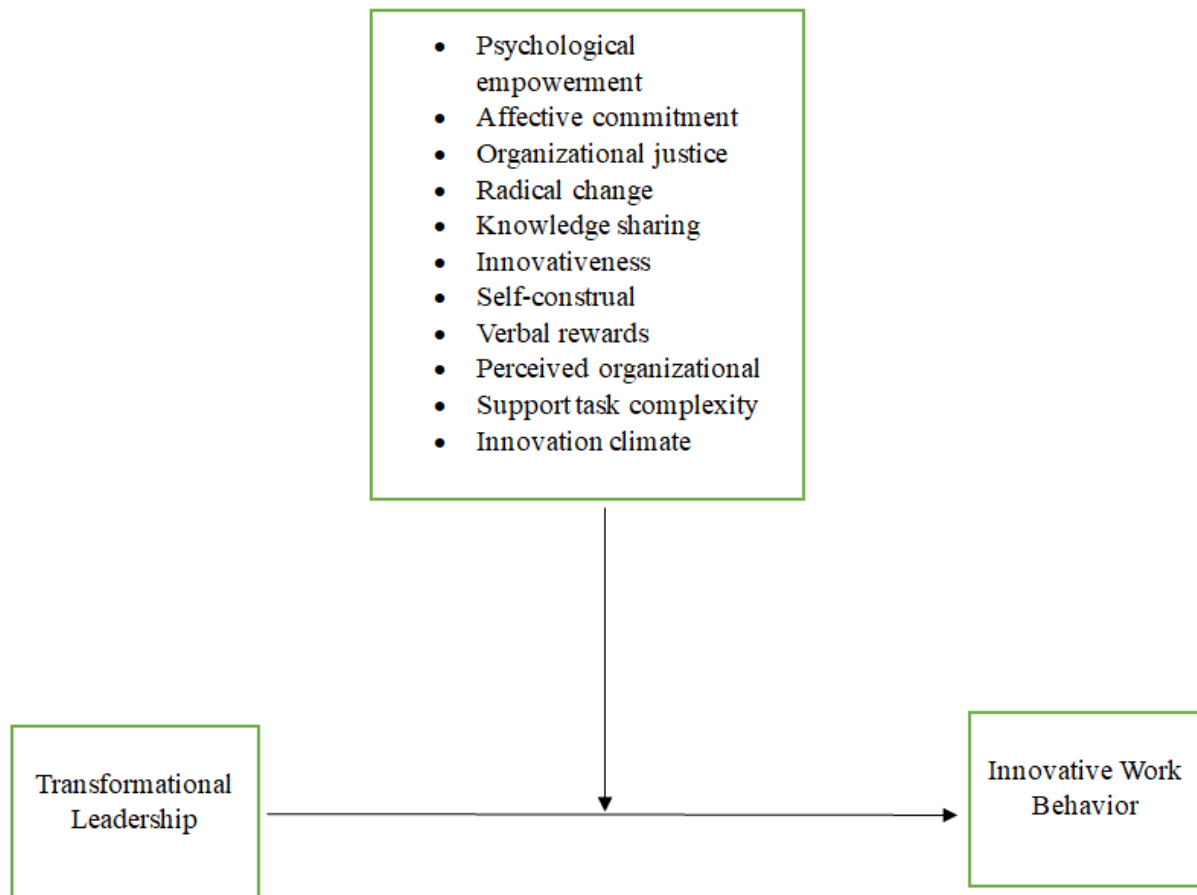 • Psychological
empowerment
• Affective commitment
• Organizational justice
• Radical change
• Knowledge sharing
• Innovativeness
• Self-construal
• Verbal rewards
• Perceived organizational
• Support task complexity
• Innovation climate
Transformational
Leadership
Innovative Work
Behavior